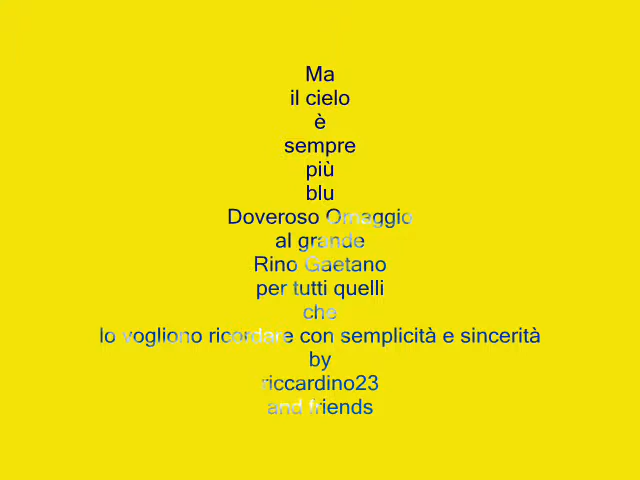 Ma
il cielo
è
sempre
più
blu
Doveroso Omaggio
al grande
Rino Gaetano
per tutti quelli
che
lo vogliono ricordare con semplicità e sincerità
by
riccardino23
and friends